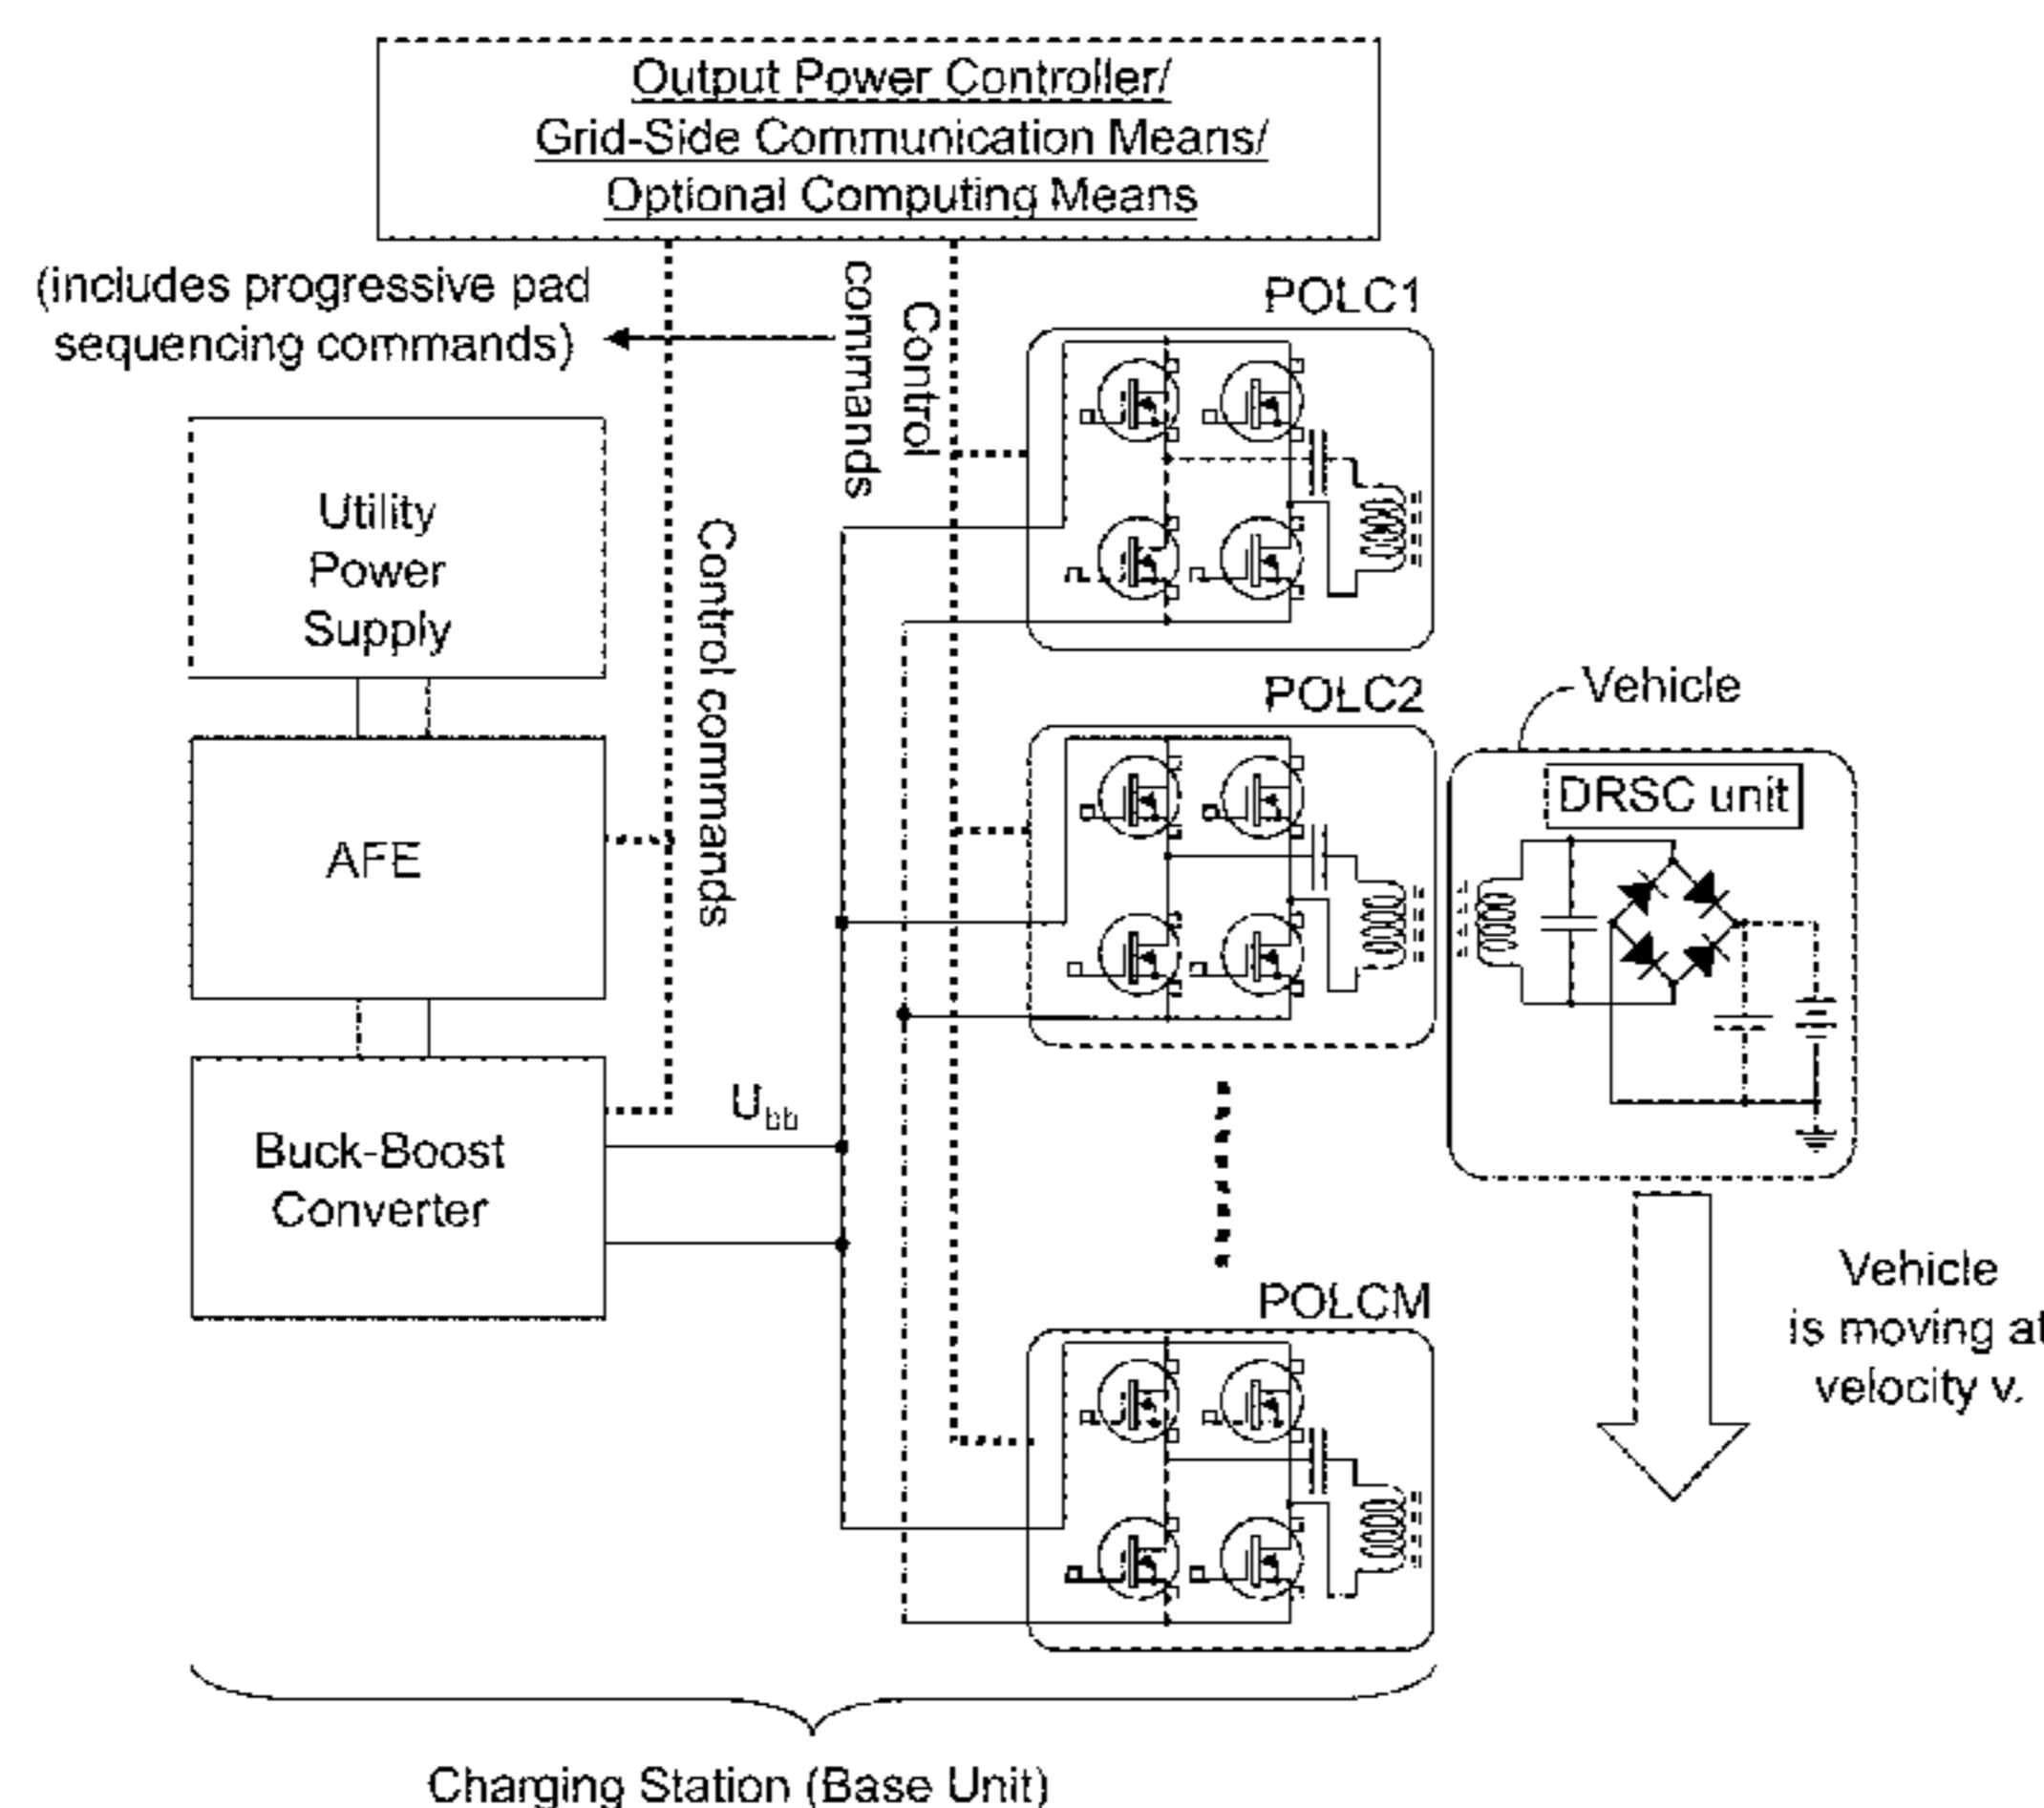 Output Power Controller/
Grid-Side Communication Means/
Optional Computing Means
(includes progressive pad
sequencing commands)
Control
commands
Control commands
POLC1
Utility
Power
Supply
POLC2
Vehicle
DRSC unit
AFE
U_bb
Buck-Boost
Converter
POLCM
Vehicle
is moving at
velocity v.
Charging Station (Base Unit)